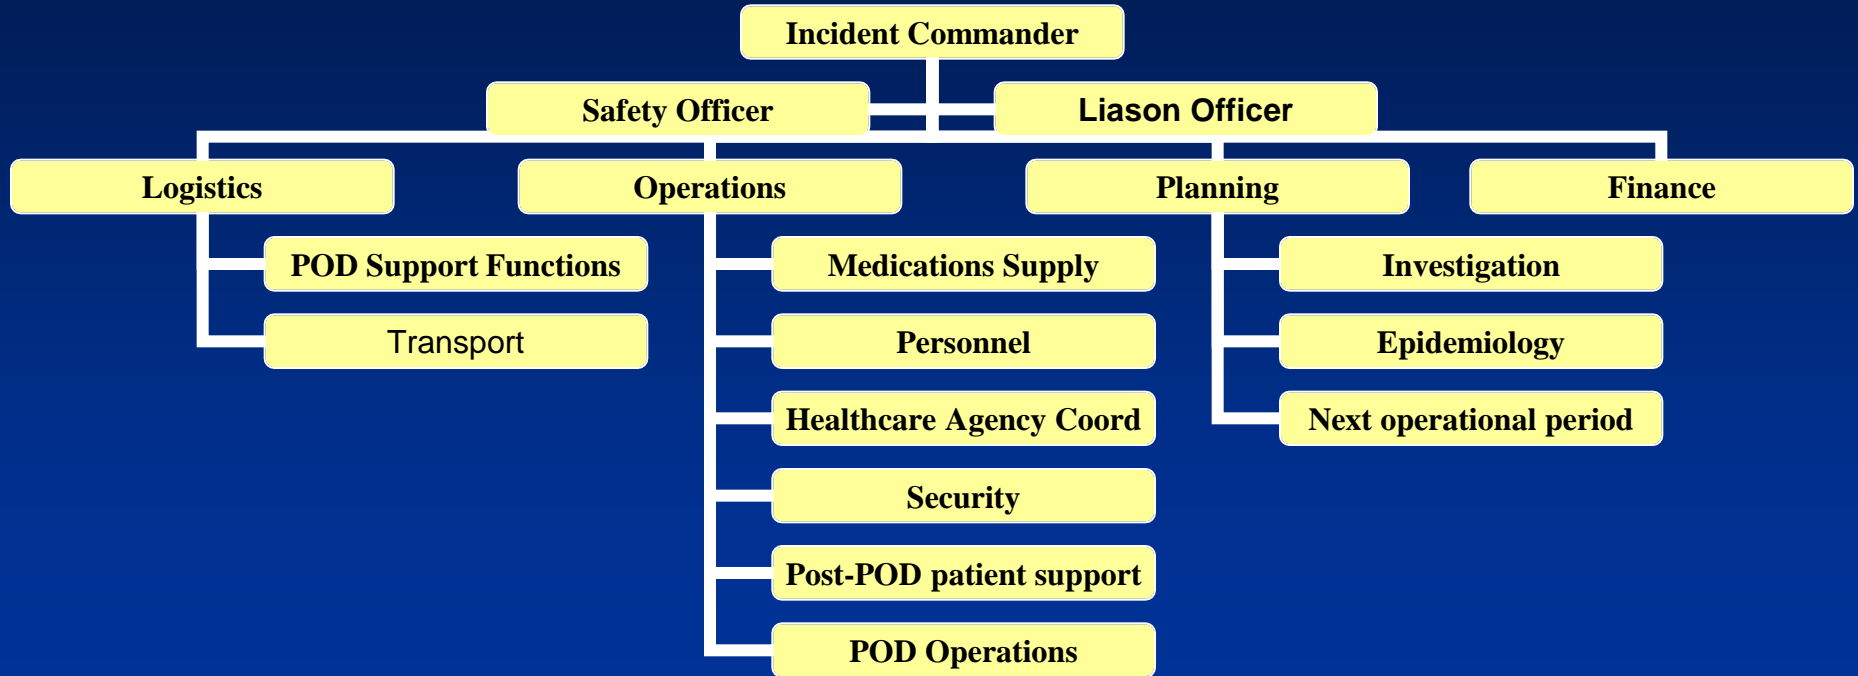 Incident Commander
Safety Officer
Liason Officer
Logistics
Operations
Planning
Finance
POD Support Functions
Transport
Medications Supply
Personnel
Healthcare Agency Coord
Security
Post-POD patient support
POD Operations
Investigation
Epidemiology
Next operational period